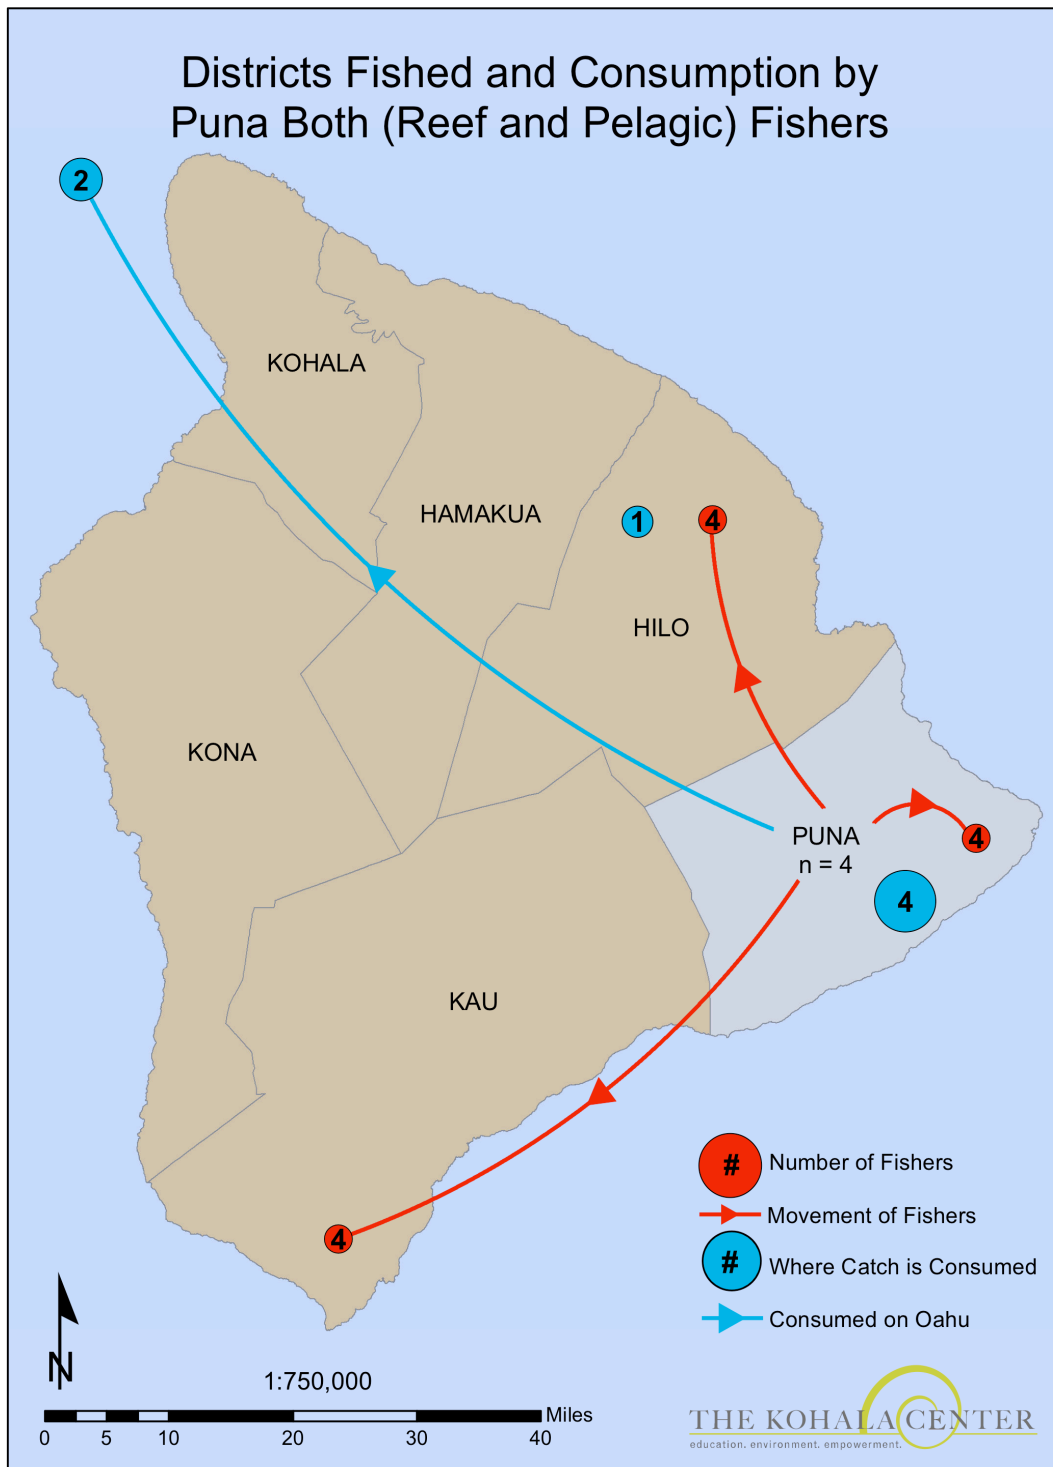 Districts Fished and Consumption by
Puna Both (Reef and Pelagic) Fishers
2
KOHALA
HAMAKUA
1
4
HILO
KONA
PUNA
n = 4
4
4
KAU
4
# Number of Fishers
Movement of Fishers
# Where Catch is Consumed
Consumed on Oahu
N
1:750,000
Miles
0 5 10 20 30 40
THE KOHALA CENTER
education. environment. empowerment.